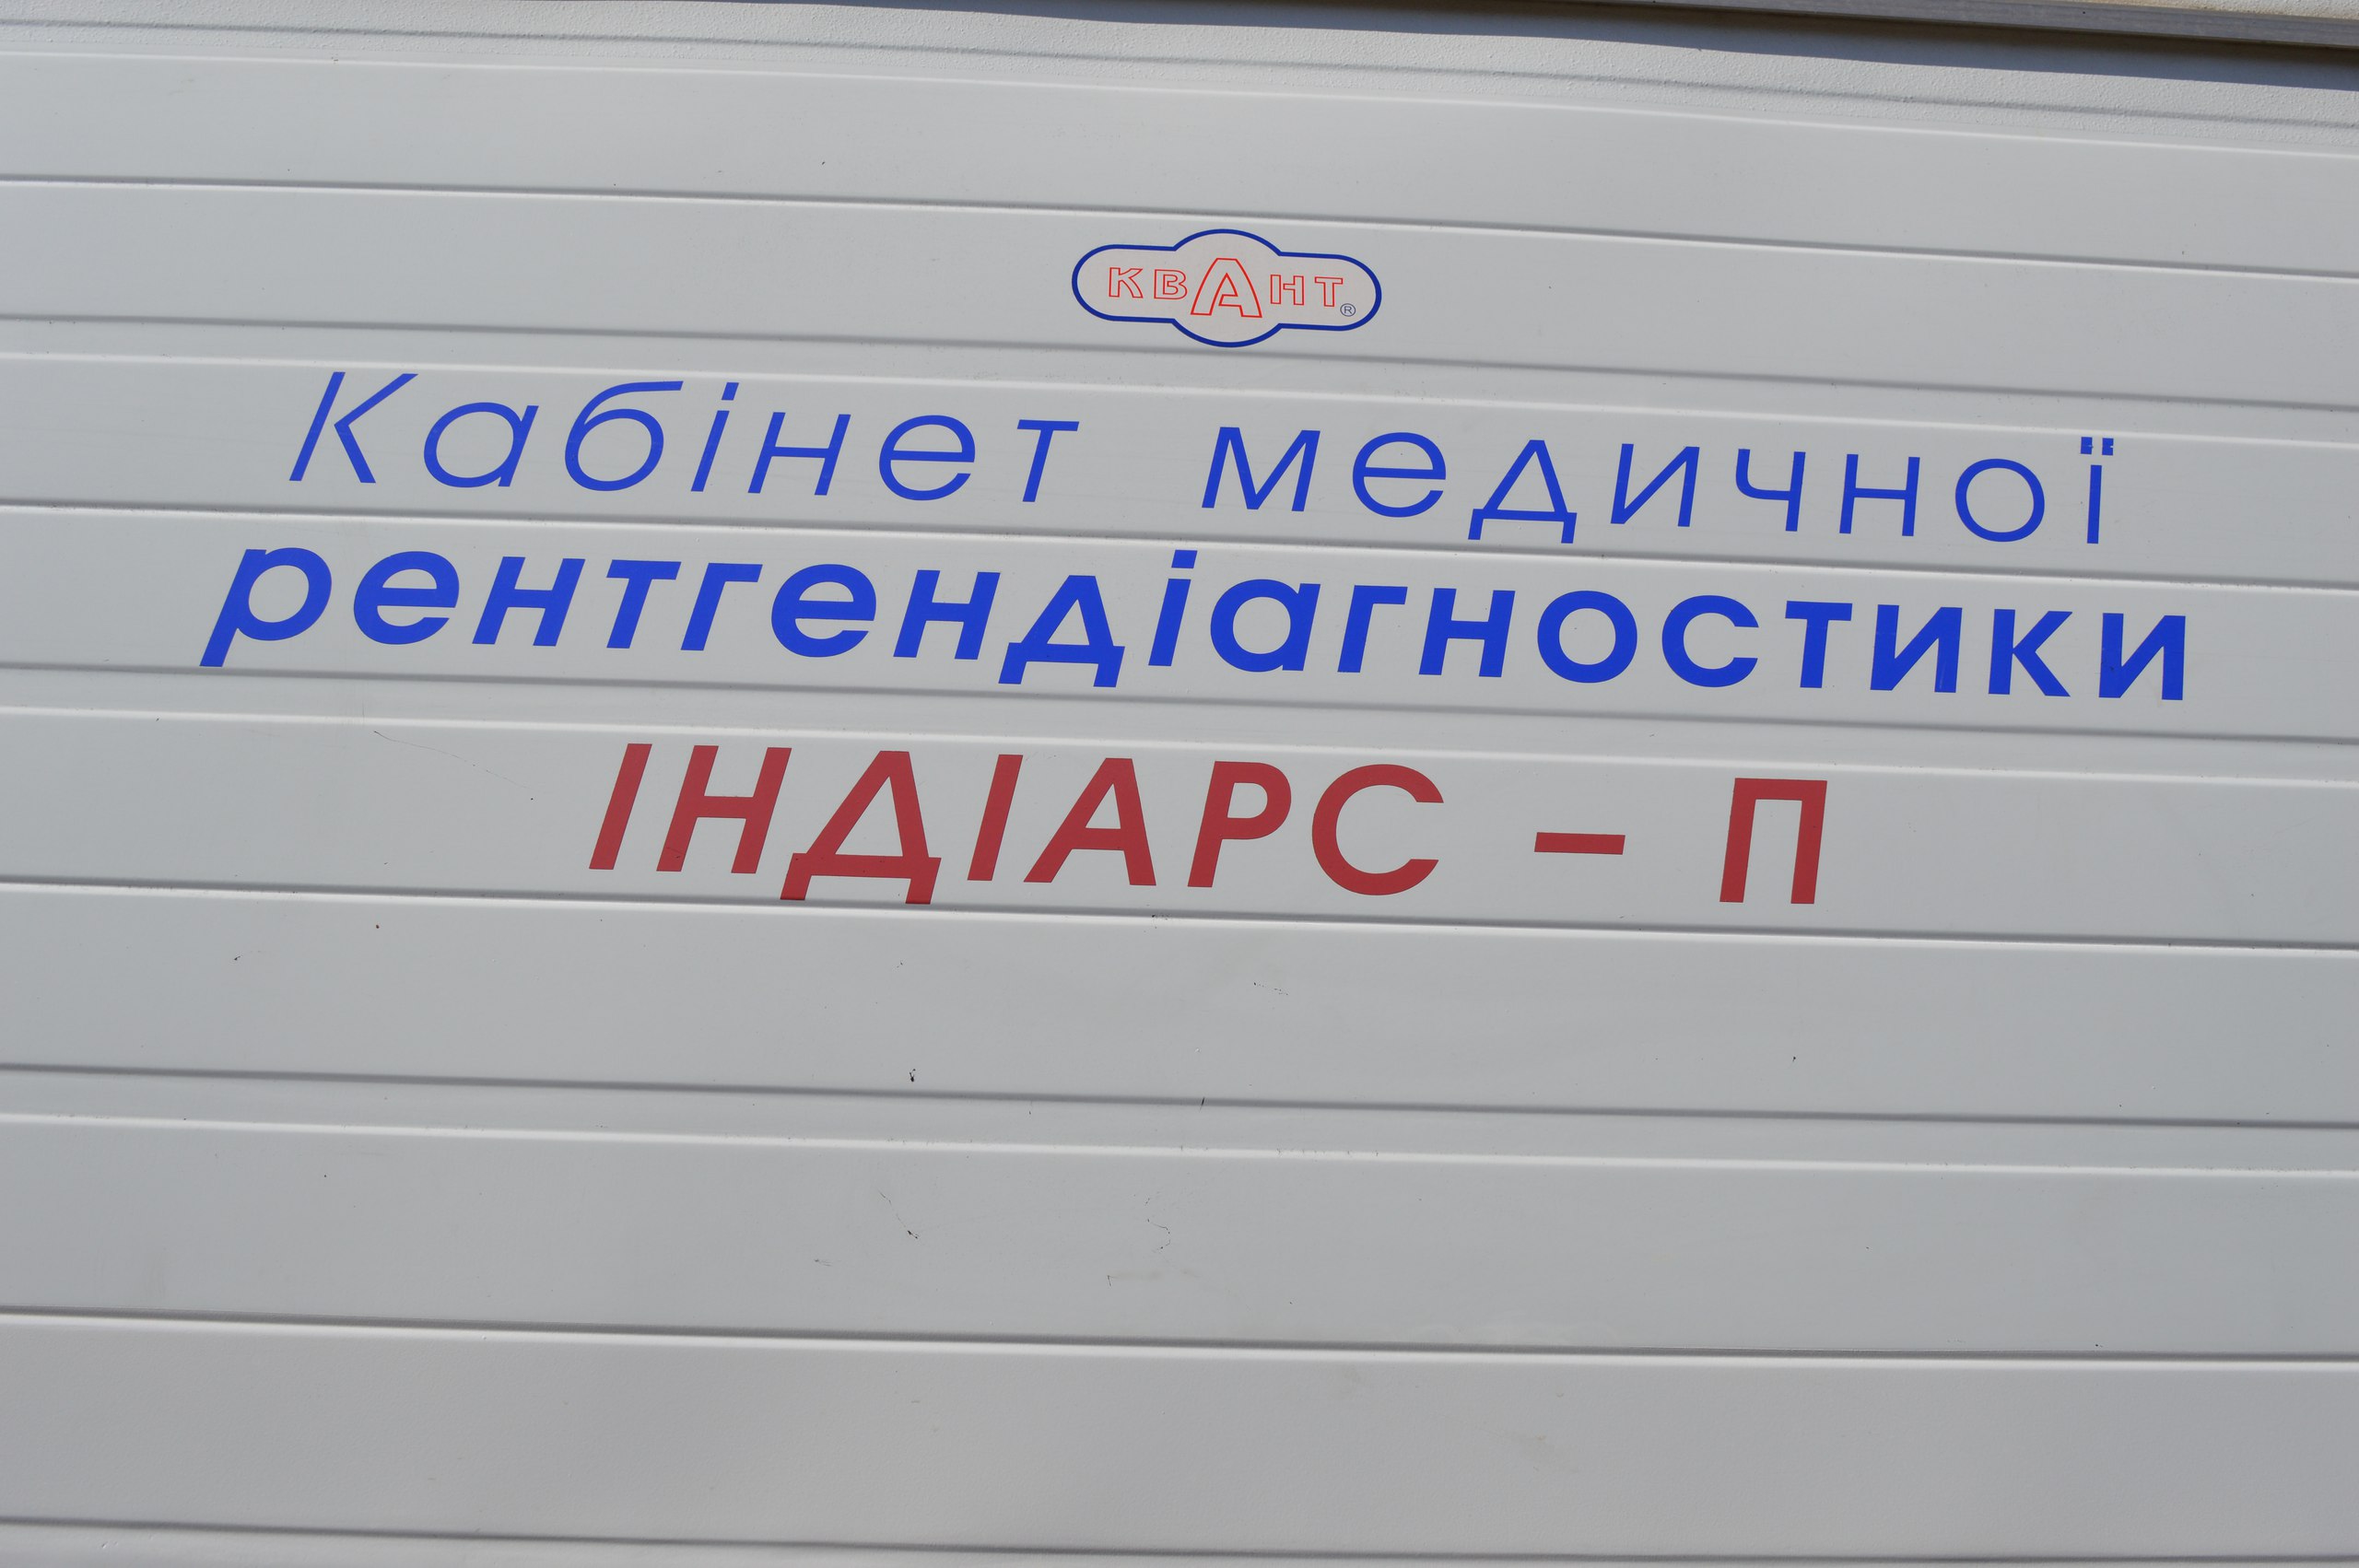 КВАНТ®
Кабінет медичної
рентгендіагностики
ІНДІАРС – П